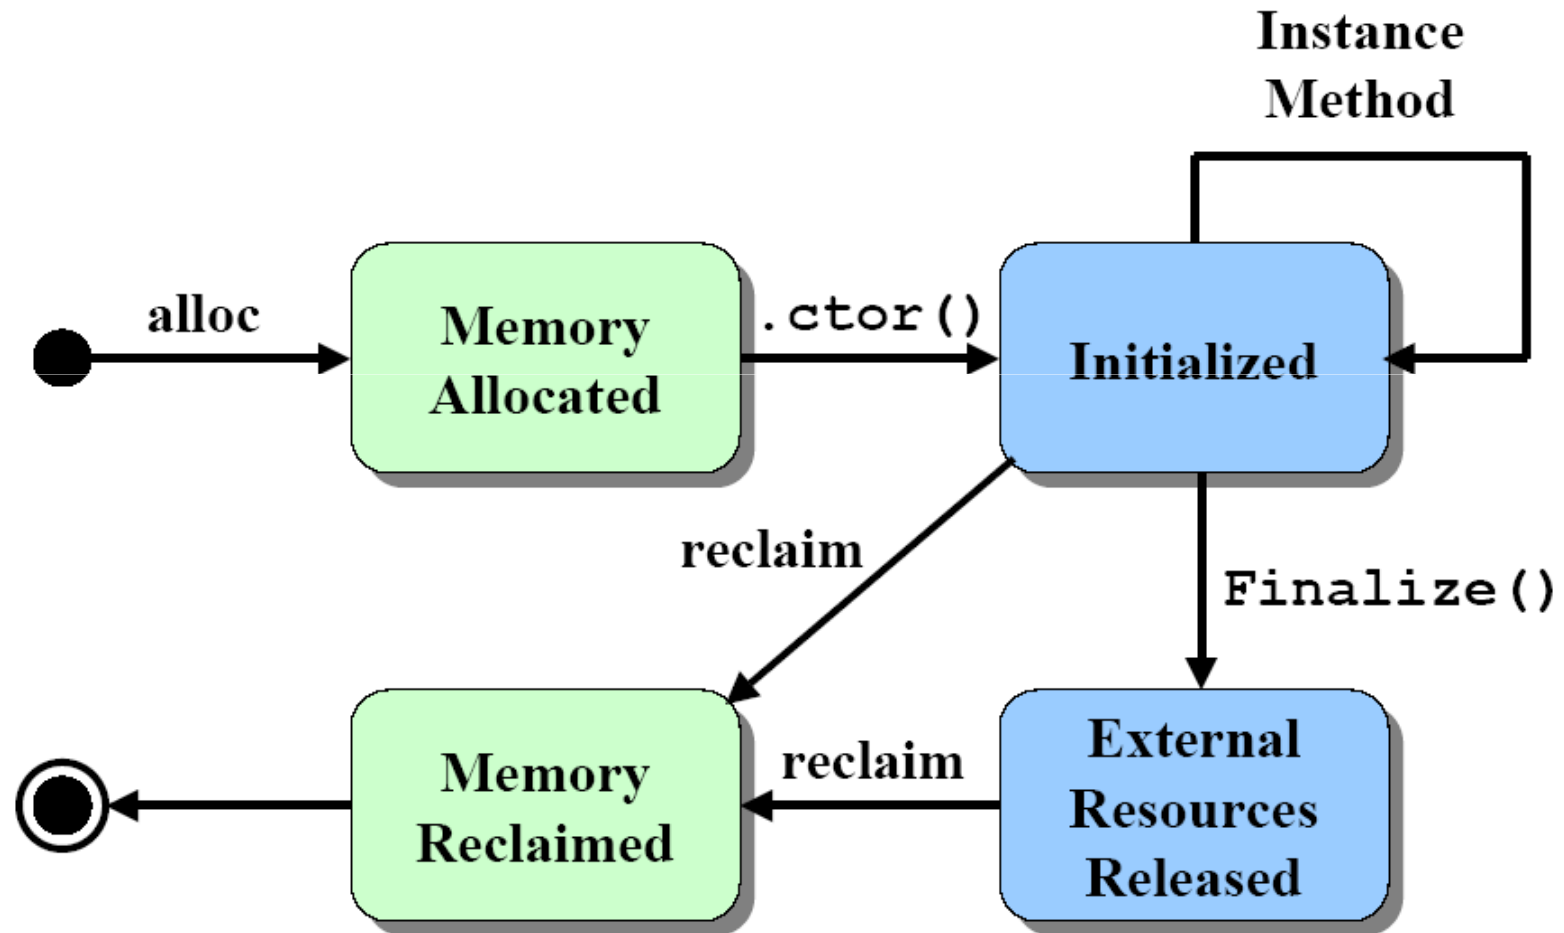 Instance
Method
alloc
Memory
Allocated
.ctor()
Initialized
reclaim
Finalize()
Memory
Reclaimed
reclaim
External
Resources
Released